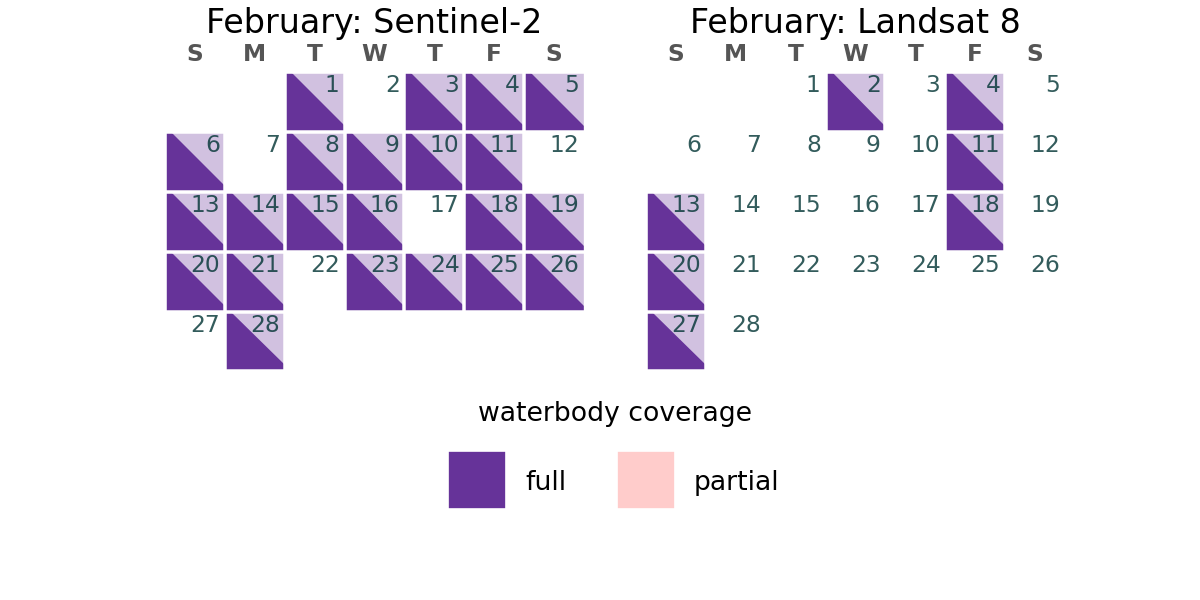 February: Sentinel-2
S M T W T F S
1 2 3 4 5
6 7 8 9 10 11 12
13 14 15 16 17 18 19
20 21 22 23 24 25 26
27 28
February: Landsat 8
S M T W T F S
1 2 3 4 5
6 7 8 9 10 11 12
13 14 15 16 17 18 19
20 21 22 23 24 25 26
27 28
waterbody coverage
full partial